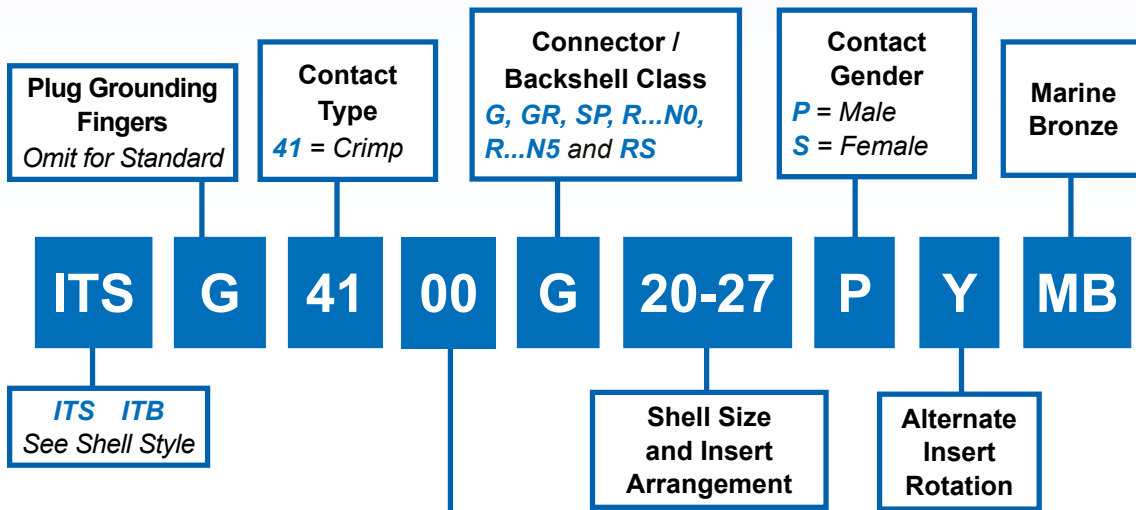 Plug Grounding
Fingers
Omit for Standard
Contact
Type
41 = Crimp
Connector /
Backshell Class
G, GR, SP, R...N0,
R...N5 and RS
Contact
Gender
P = Male
S = Female
Marine
Bronze
ITS G 41 00 G 20-27 P Y MB
ITS ITB
See Shell Style
Shell Size
and Insert
Arrangement
Alternate
Insert
Rotation